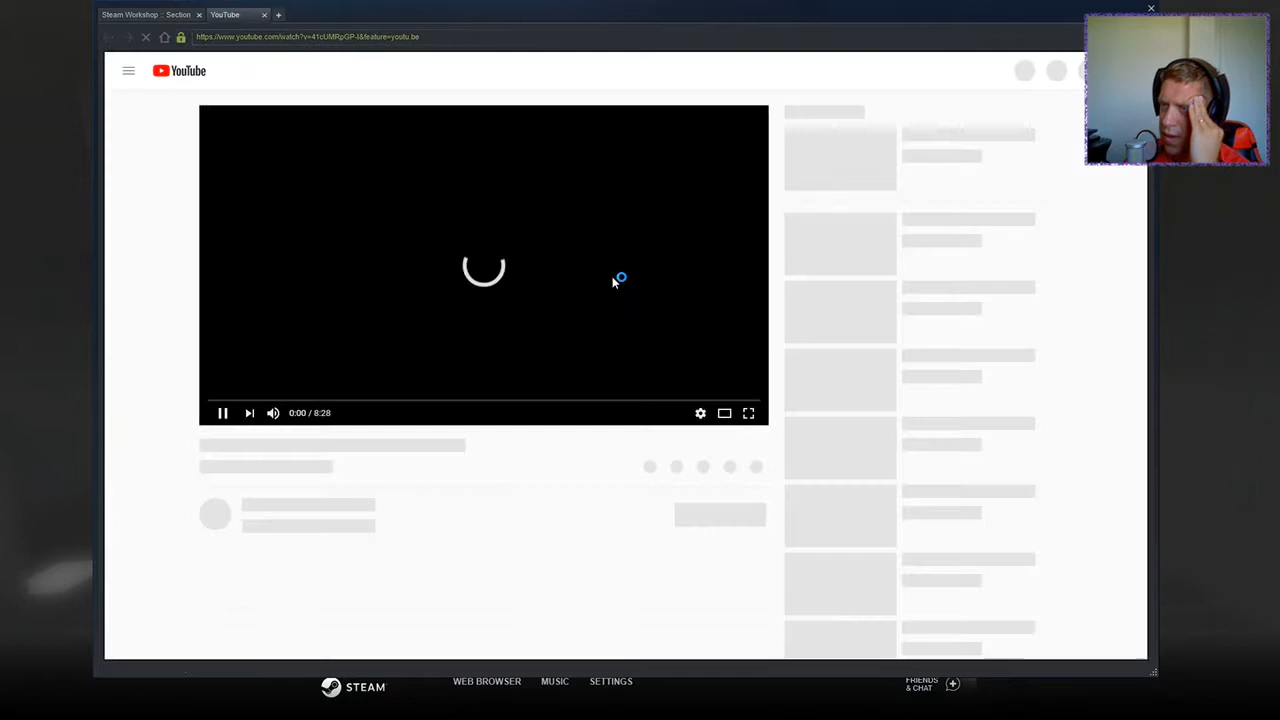 Steam Workshop :: Section
YouTube
https://www.youtube.com/watch?v=41cUMRpGP-I&feature=youtu.be
YouTube
0:00 / 8:28
STEAM
WEB BROWSER
MUSIC
SETTINGS
FRIENDS
& CHAT